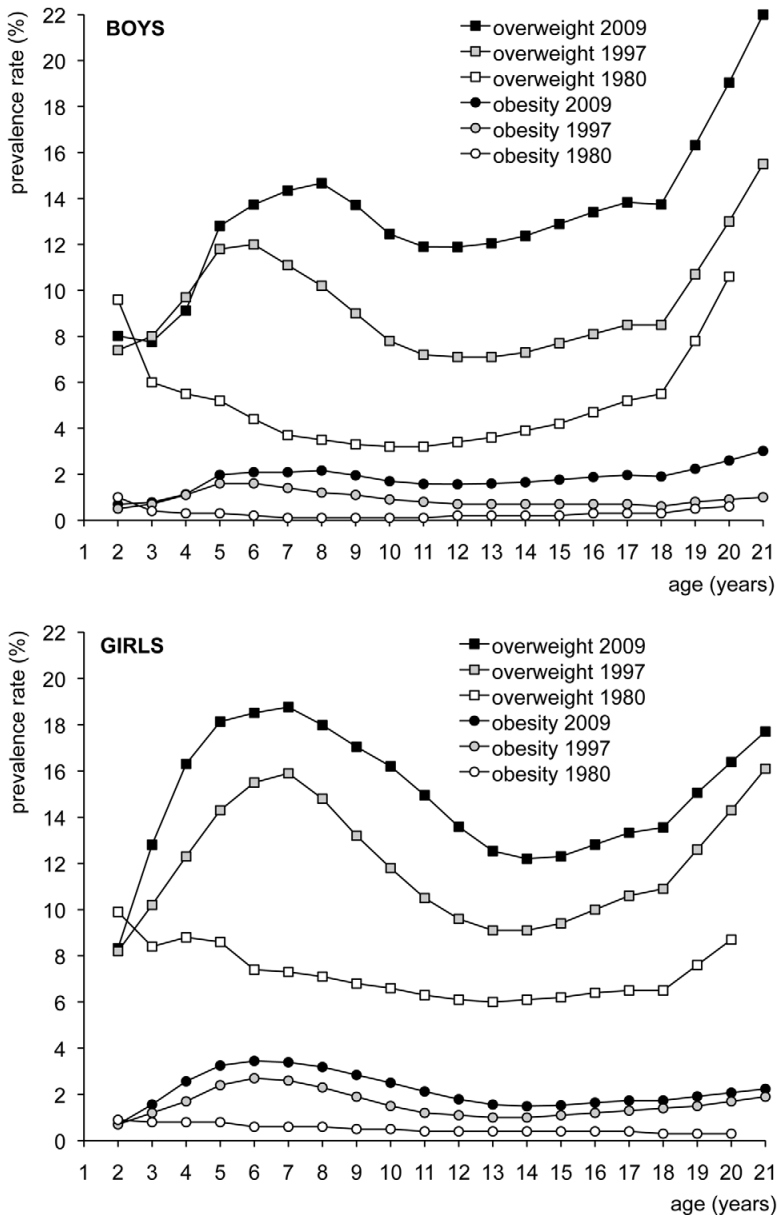 BOYS
prevalence rate (%)
overweight 2009
overweight 1997
overweight 1980
obesity 2009
obesity 1997
obesity 1980
22
20
18
16
14
12
10
8
6
4
2
0
1 2 3 4 5 6 7 8 9 10 11 12 13 14 15 16 17 18 19 20 21
age (years)
GIRLS
prevalence rate (%)
overweight 2009
overweight 1997
overweight 1980
obesity 2009
obesity 1997
obesity 1980
22
20
18
16
14
12
10
8
6
4
2
0
1 2 3 4 5 6 7 8 9 10 11 12 13 14 15 16 17 18 19 20 21
age (years)